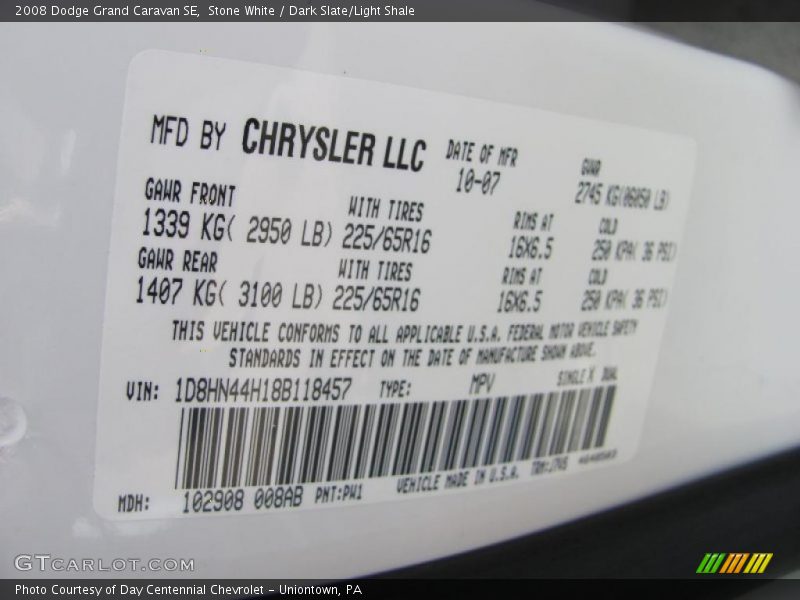 2008 Dodge Grand Caravan SE,  Stone White / Dark Slate/Light Shale
MFD BY CHRYSLER LLC
DATE OF MFR
10-07
GVWR
2745 KG(06050 LB)
GAWR FRONT
WITH TIRES
RIMS AT
COLD
1339 KG( 2950 LB) 225/65R16
16X6.5
250 KPA( 36 PSI)
GAWR REAR
WITH TIRES
RIMS AT
COLD
1407 KG( 3100 LB) 225/65R16
16X6.5
250 KPA( 36 PSI)
THIS VEHICLE CONFORMS TO ALL APPLICABLE U.S.A. FEDERAL MOTOR VEHICLE SAFETY
STANDARDS IN EFFECT ON THE DATE OF MANUFACTURE SHOWN ABOVE.
VIN: 1D8HN44H18B118457
TYPE: MPV
SINGLE X DUAL
MDH: 102908 008AB PNT:PW1
VEHICLE MADE IN U.S.A.
GTCARLOT.COM
Photo Courtesy of Day Centennial Chevrolet - Uniontown, PA